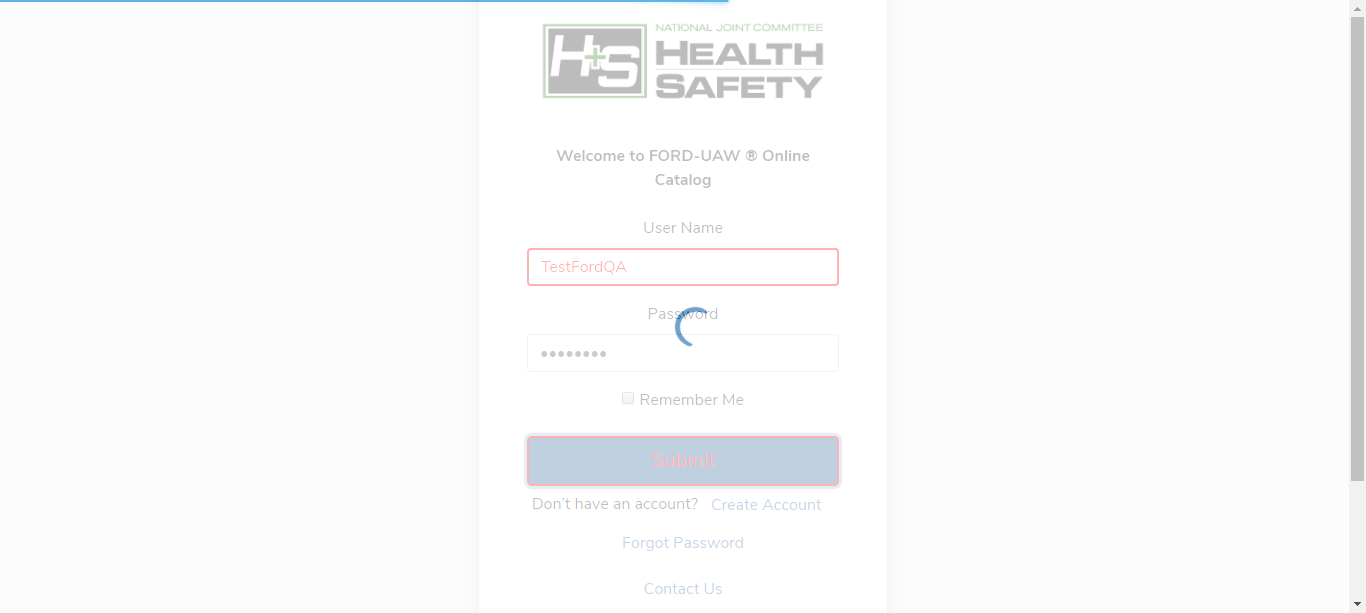 H+S
NATIONAL JOINT COMMITTEE
HEALTH
SAFETY
Welcome to FORD-UAW ® Online
Catalog
User Name
TestFordQA
Password
••••••••
Remember Me
Submit
Don't have an account? Create Account
Forgot Password
Contact Us